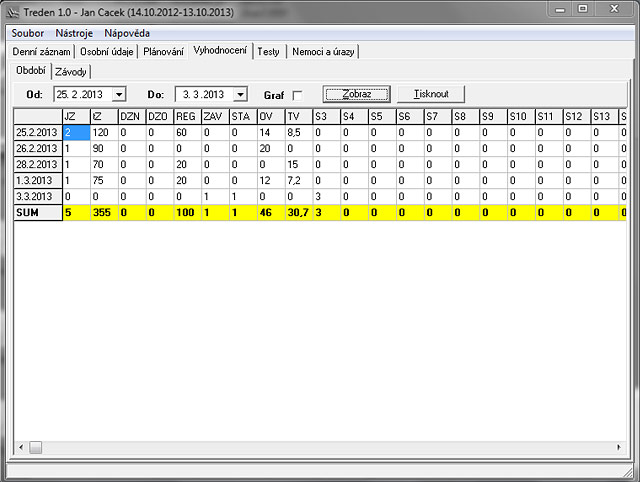 Treden 1.0 - Jan Cacek (14.10.2012-13.10.2013)
Soubor Nástroje Nápověda
Denní záznam Osobní údaje Plánování Vyhodnocení Testy Nemoci a úrazy
Období Závody
Od: 25. 2 .2013 Do: 3. 3 .2013 Graf Zobraz Tisknout
JZ tZ DZN DZO REG ZAV STA OV TV S3 S4 S5 S6 S7 S8 S9 S10 S11 S12 S13
25.2.2013 2 120 0 0 60 0 0 14 8,5 0 0 0 0 0 0 0 0 0 0 0
26.2.2013 1 90 0 0 0 0 0 20 0 0 0 0 0 0 0 0 0 0 0 0
28.2.2013 1 70 0 0 20 0 0 0 15 0 0 0 0 0 0 0 0 0 0 0
1.3.2013 1 75 0 0 20 0 0 12 7,2 0 0 0 0 0 0 0 0 0 0 0
3.3.2013 0 0 0 0 0 1 1 0 0 3 0 0 0 0 0 0 0 0 0 0
SUM 5 355 0 0 100 1 1 46 30,7 3 0 0 0 0 0 0 0 0 0 0